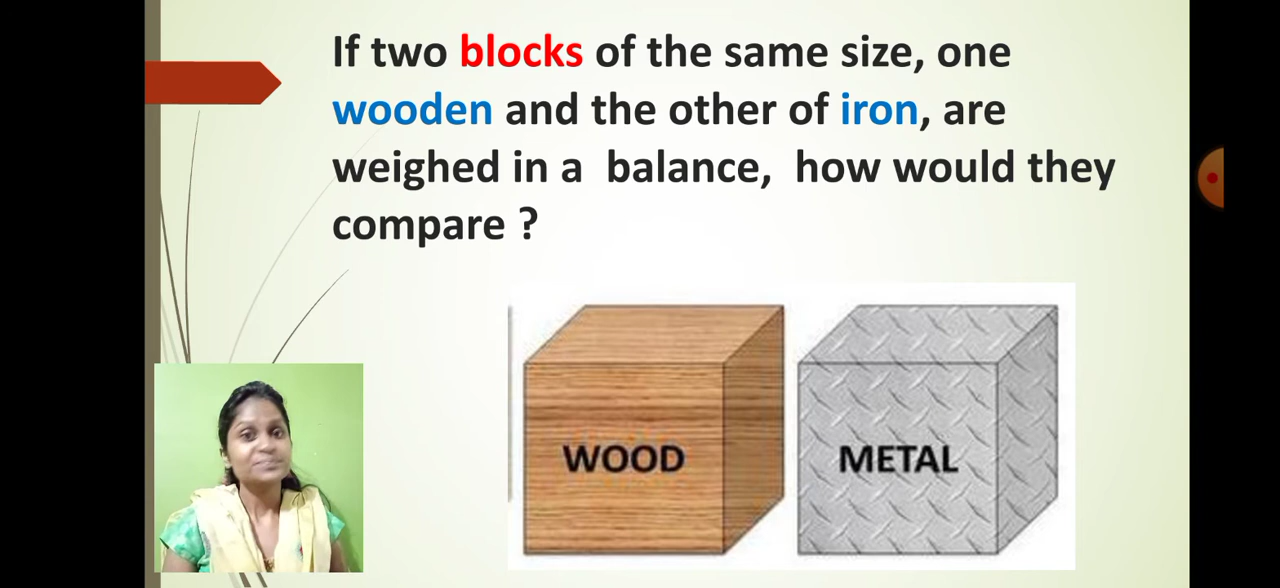 If two blocks of the same size, one
wooden and the other of iron, are
weighed in a balance, how would they
compare ?
WOOD
METAL